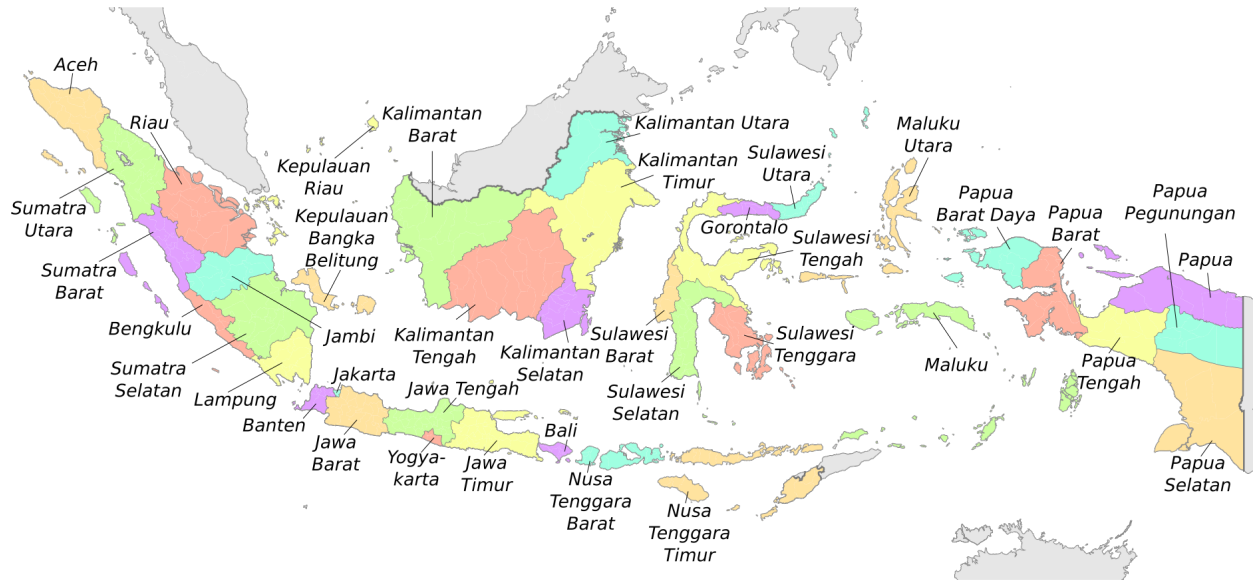 Aceh
Riau
Sumatra
Utara
Sumatra
Barat
Bengkulu
Sumatra
Selatan
Lampung
Jambi
Kepulauan
Riau
Kepulauan
Bangka
Belitung
Kalimantan
Barat
Kalimantan Utara
Kalimantan
Timur
Kalimantan
Tengah
Kalimantan
Selatan
Banten
Jakarta
Jawa
Barat
Jawa Tengah
Yogya-
karta
Jawa
Timur
Bali
Nusa
Tenggara
Barat
Nusa
Tenggara
Timur
Sulawesi
Utara
Gorontalo
Sulawesi
Tengah
Sulawesi
Barat
Sulawesi
Selatan
Sulawesi
Tenggara
Maluku
Utara
Maluku
Papua
Barat Daya
Papua
Barat
Papua
Pegunungan
Papua
Papua
Tengah
Papua
Selatan